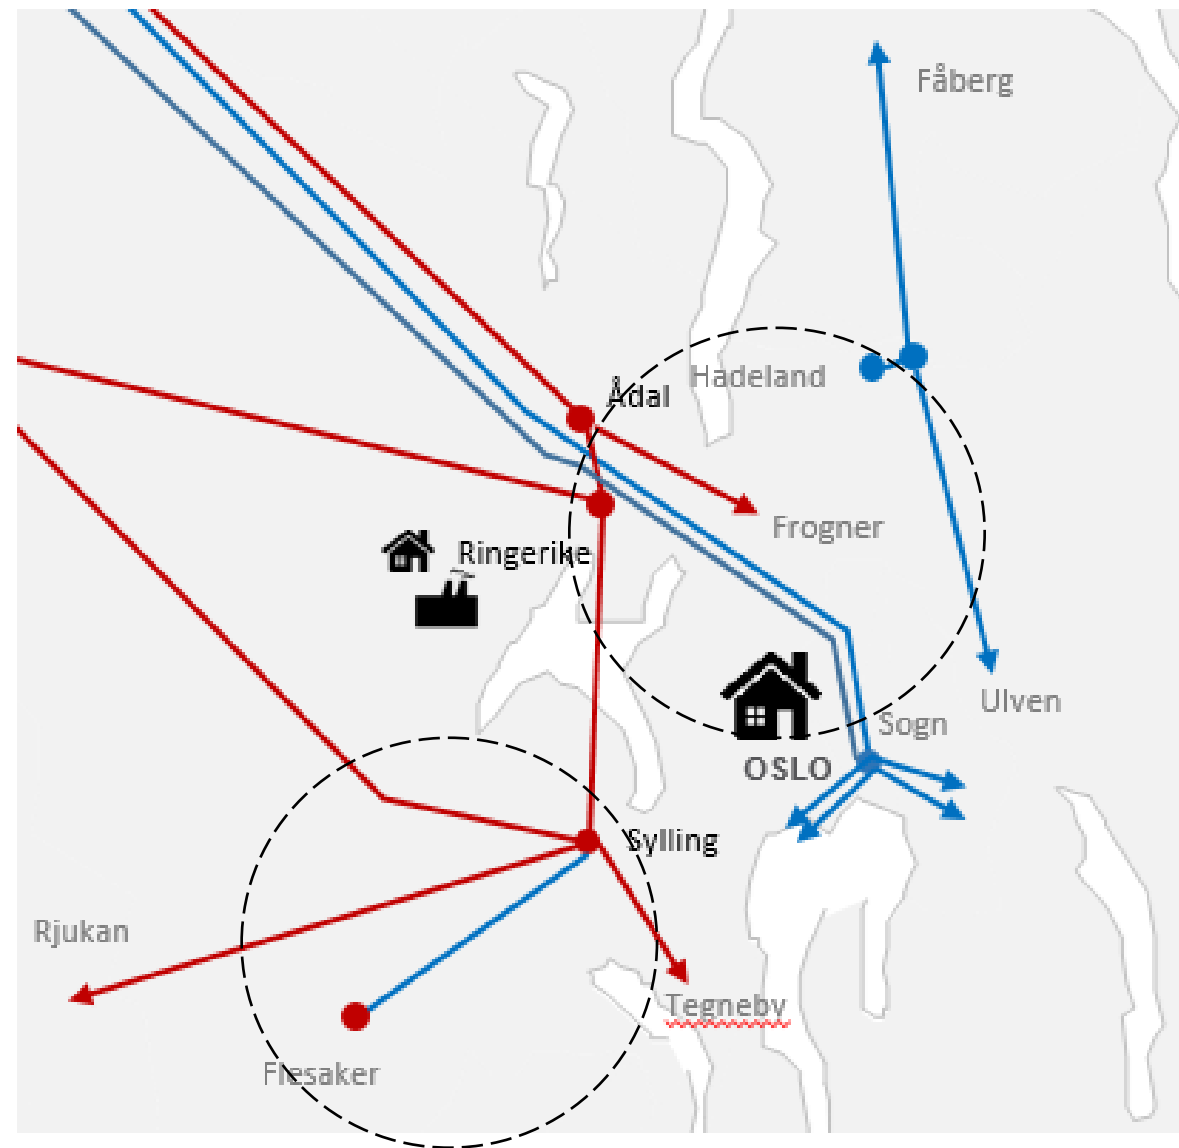 Fåberg
Hadeland
Ådal
Frogner
Ringerike
Ulven
Sogn
OSLO
Sylling
Rjukan
Tegneby
Flesaker